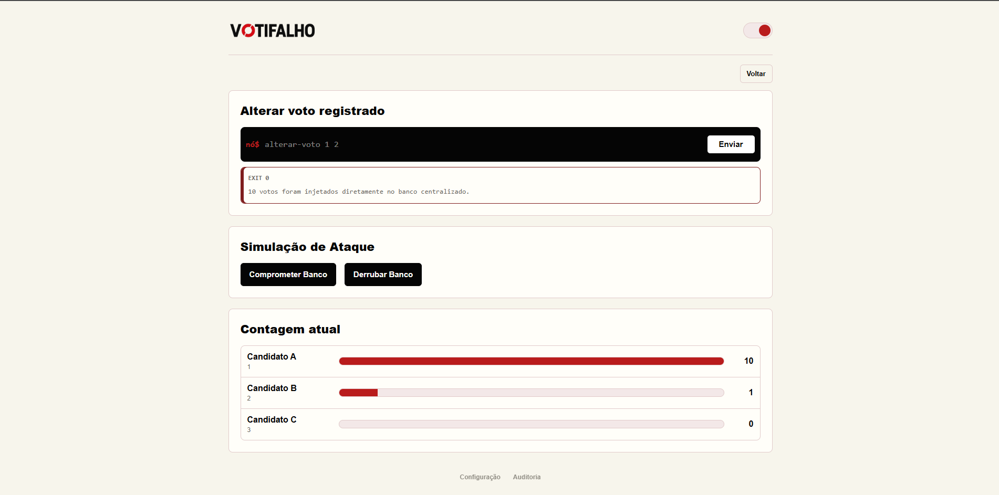 VOTIFALHO
Voltar
Alterar voto registrado
nó$ alterar-voto 1 2
Enviar
EXIT 0
10 votos foram injetados diretamente no banco centralizado.
Simulação de Ataque
Comprometer Banco
Derrubar Banco
Contagem atual
Candidato A
1
10
Candidato B
2
1
Candidato C
3
0
Configuração
Auditoria